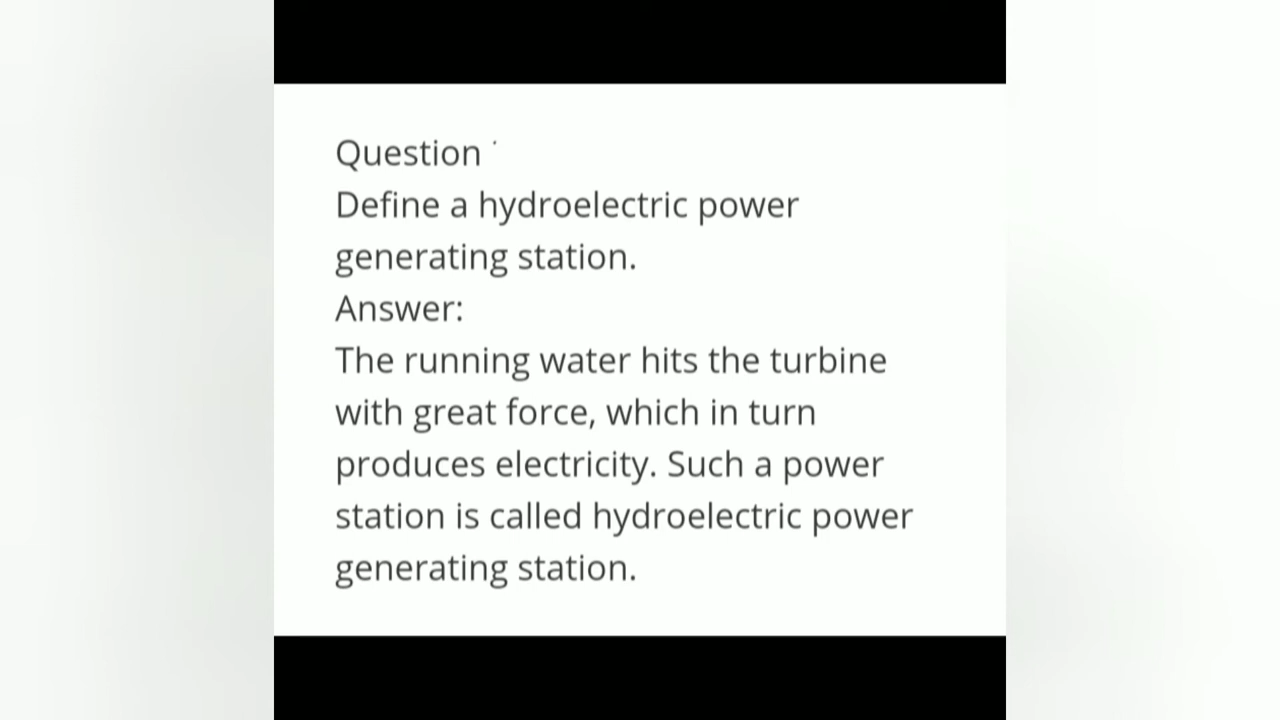 Question
Define a hydroelectric power
generating station.
Answer:
The running water hits the turbine
with great force, which in turn
produces electricity. Such a power
station is called hydroelectric power
generating station.